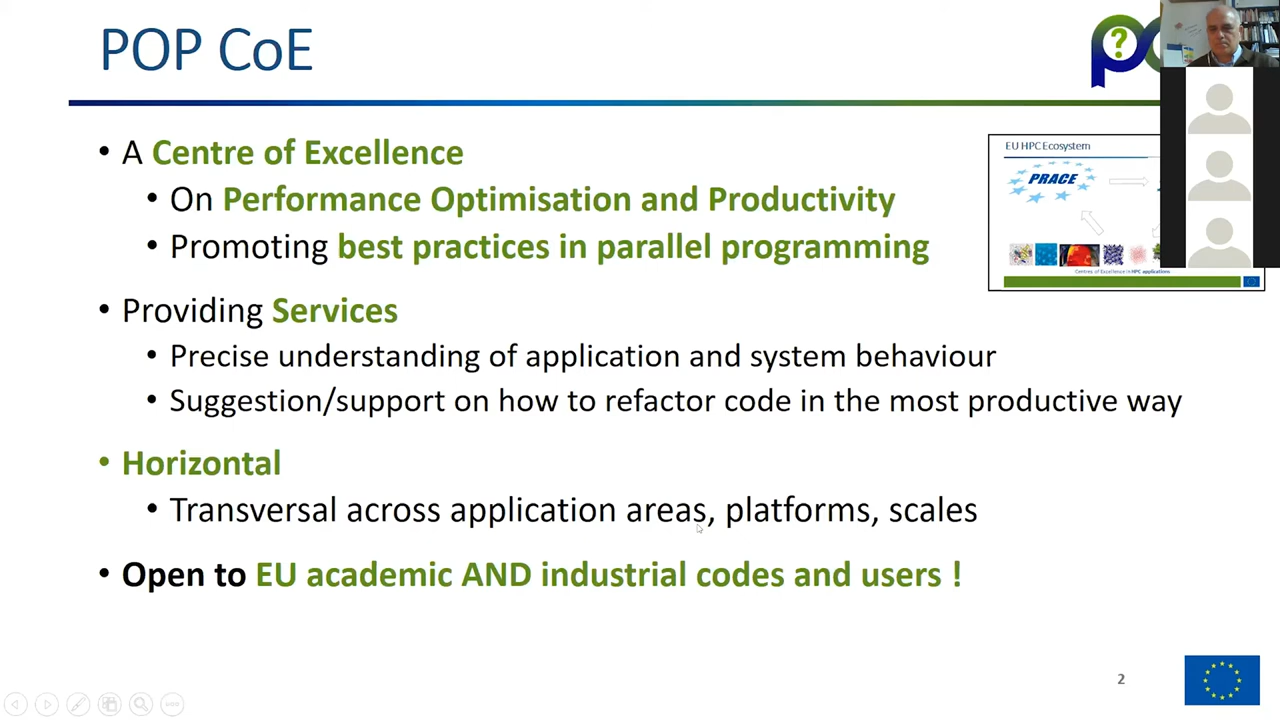 POP CoE
• A Centre of Excellence
• On Performance Optimisation and Productivity
• Promoting best practices in parallel programming
• Providing Services
• Precise understanding of application and system behaviour
• Suggestion/support on how to refactor code in the most productive way
• Horizontal
• Transversal across application areas, platforms, scales
• Open to EU academic AND industrial codes and users !
EU HPC Ecosystem
PRACE
Centres of Excellence in HPC applications
2